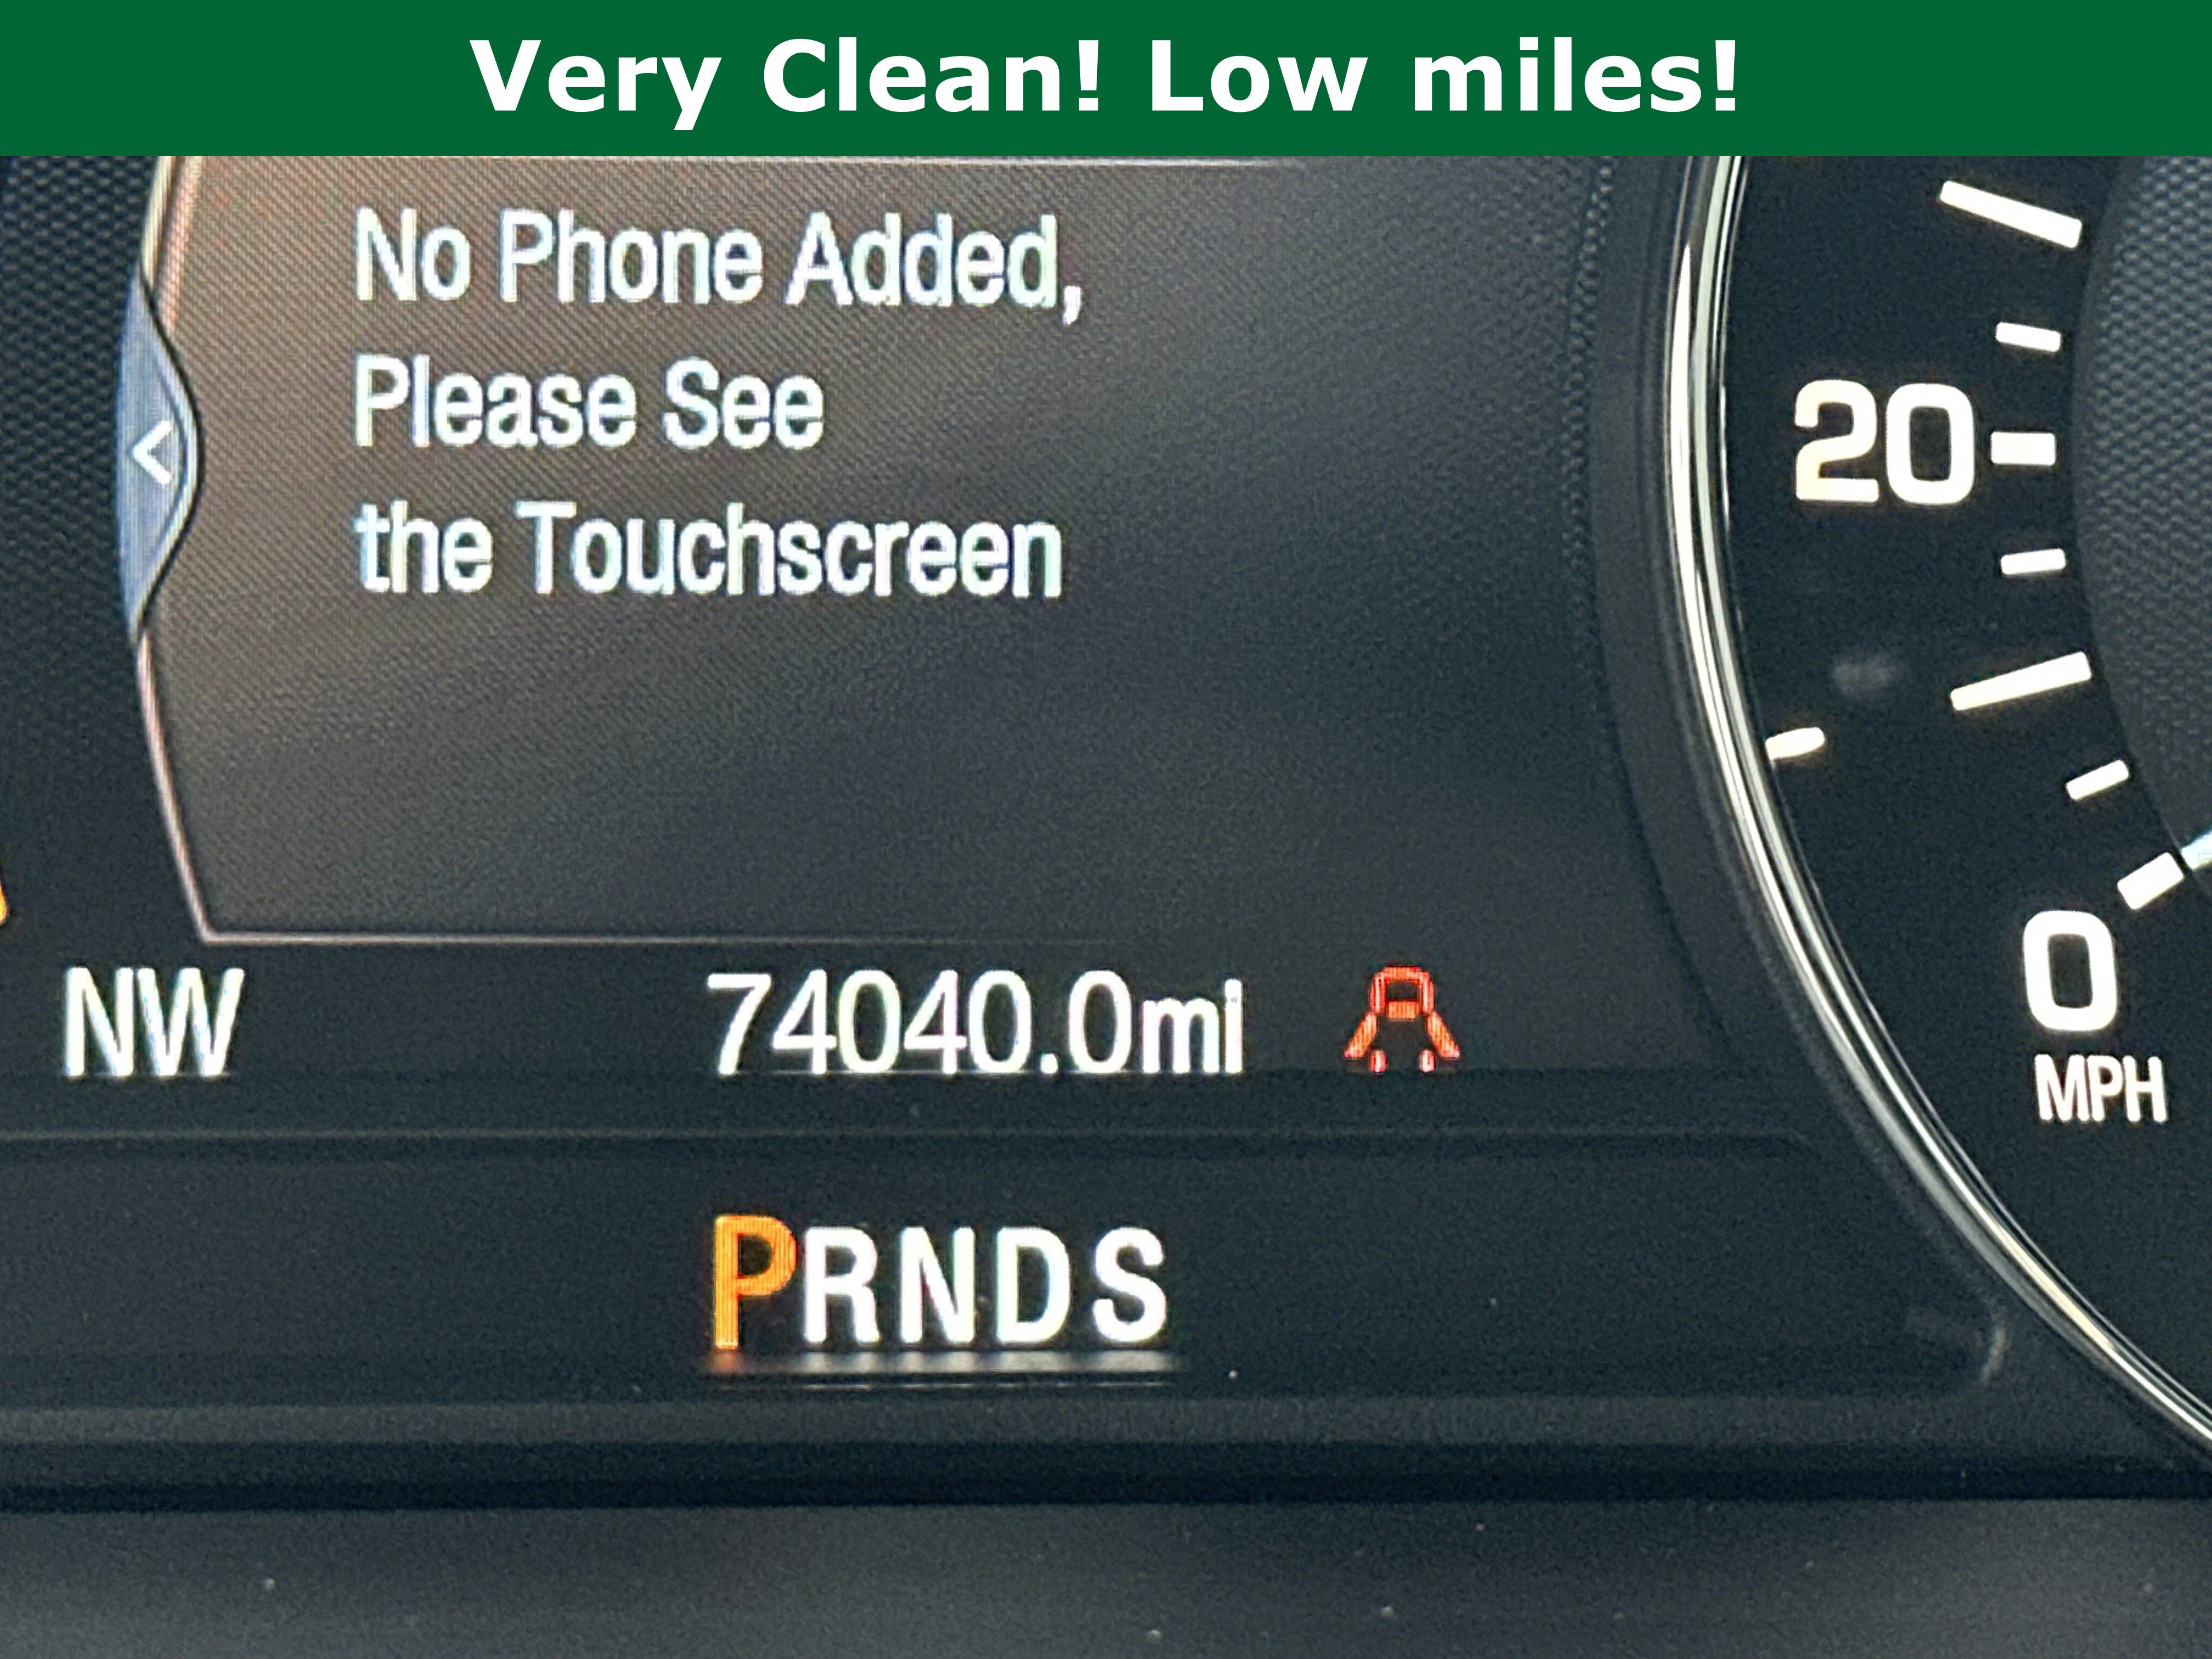 Very Clean! Low miles!
No Phone Added,
Please See
the Touchscreen
20
0
MPH
NW 74040.0mi
PRNDS